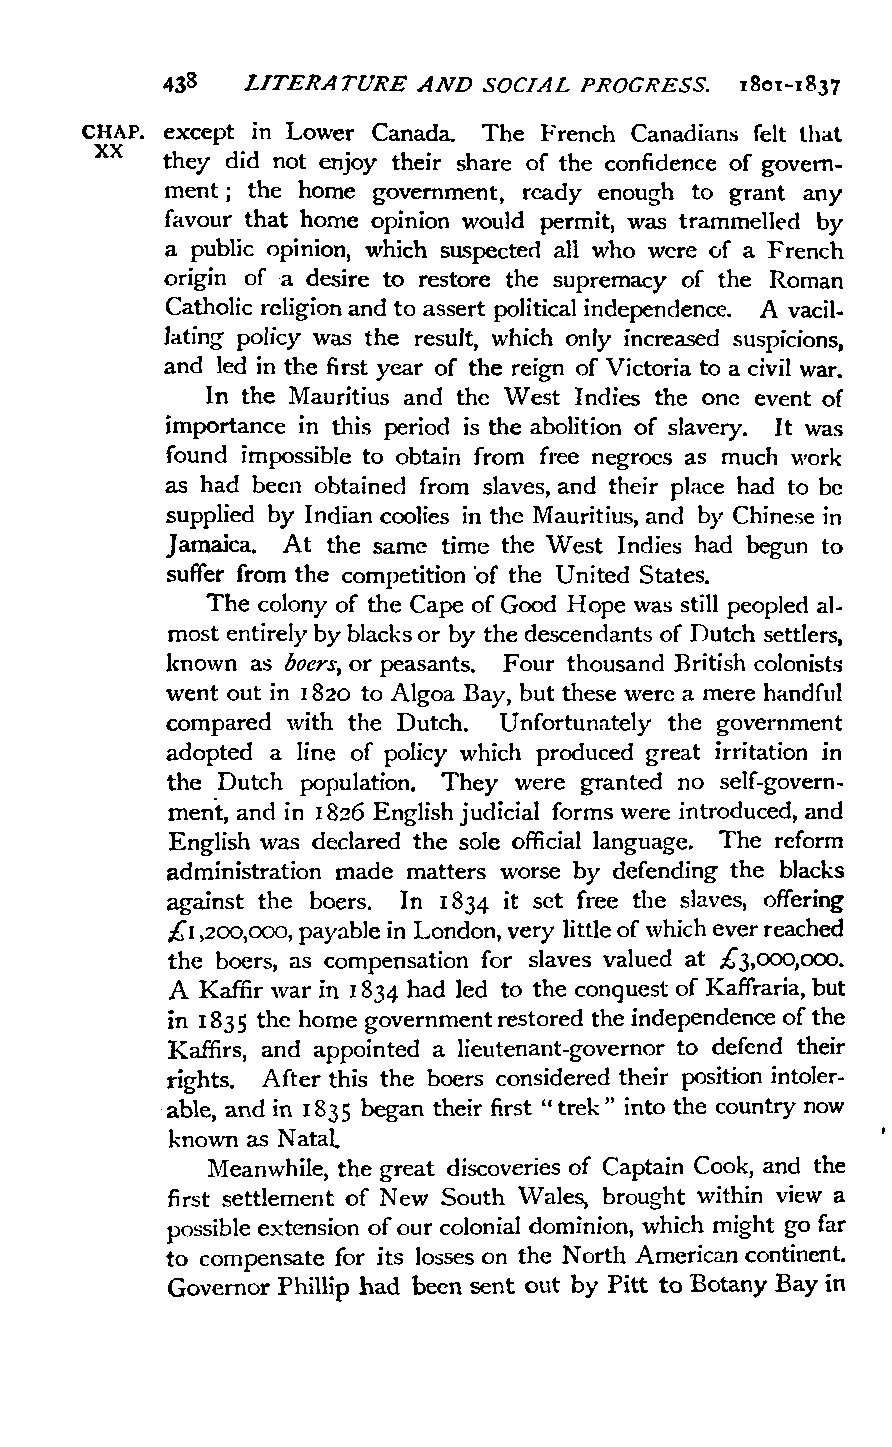 438 LITERATURE AND SOCIAL PROGRESS. 1801-1837
CHAP. XX
except in Lower Canada. The French Canadians felt that
they did not enjoy their share of the confidence of govern-
ment; the home government, ready enough to grant any
favour that home opinion would permit, was trammelled by
a public opinion, which suspected all who were of a French
origin of a desire to restore the supremacy of the Roman
Catholic religion and to assert political independence. A vacil-
lating policy was the result, which only increased suspicions,
and led in the first year of the reign of Victoria to a civil war.
In the Mauritius and the West Indies the one event of
importance in this period is the abolition of slavery. It was
found impossible to obtain from free negroes as much work
as had been obtained from slaves, and their place had to be
supplied by Indian coolies in the Mauritius, and by Chinese in
Jamaica. At the same time the West Indies had begun to
suffer from the competition of the United States.
The colony of the Cape of Good Hope was still peopled al-
most entirely by blacks or by the descendants of Dutch settlers,
known as boers, or peasants. Four thousand British colonists
went out in 1820 to Algoa Bay, but these were a mere handful
compared with the Dutch. Unfortunately the government
adopted a line of policy which produced great irritation in
the Dutch population. They were granted no self-govern-
ment, and in 1826 English judicial forms were introduced, and
English was declared the sole official language. The reform
administration made matters worse by defending the blacks
against the boers. In 1834 it set free the slaves, offering
£1,200,000, payable in London, very little of which ever reached
the boers, as compensation for slaves valued at £3,000,000.
A Kaffir war in 1834 had led to the conquest of Kaffraria, but
in 1835 the home government restored the independence of the
Kaffirs, and appointed a lieutenant-governor to defend their
rights. After this the boers considered their position intoler-
able, and in 1835 began their first "trek" into the country now
known as Natal.
Meanwhile, the great discoveries of Captain Cook, and the
first settlement of New South Wales, brought within view a
possible extension of our colonial dominion, which might go far
to compensate for its losses on the North American continent.
Governor Phillip had been sent out by Pitt to Botany Bay in